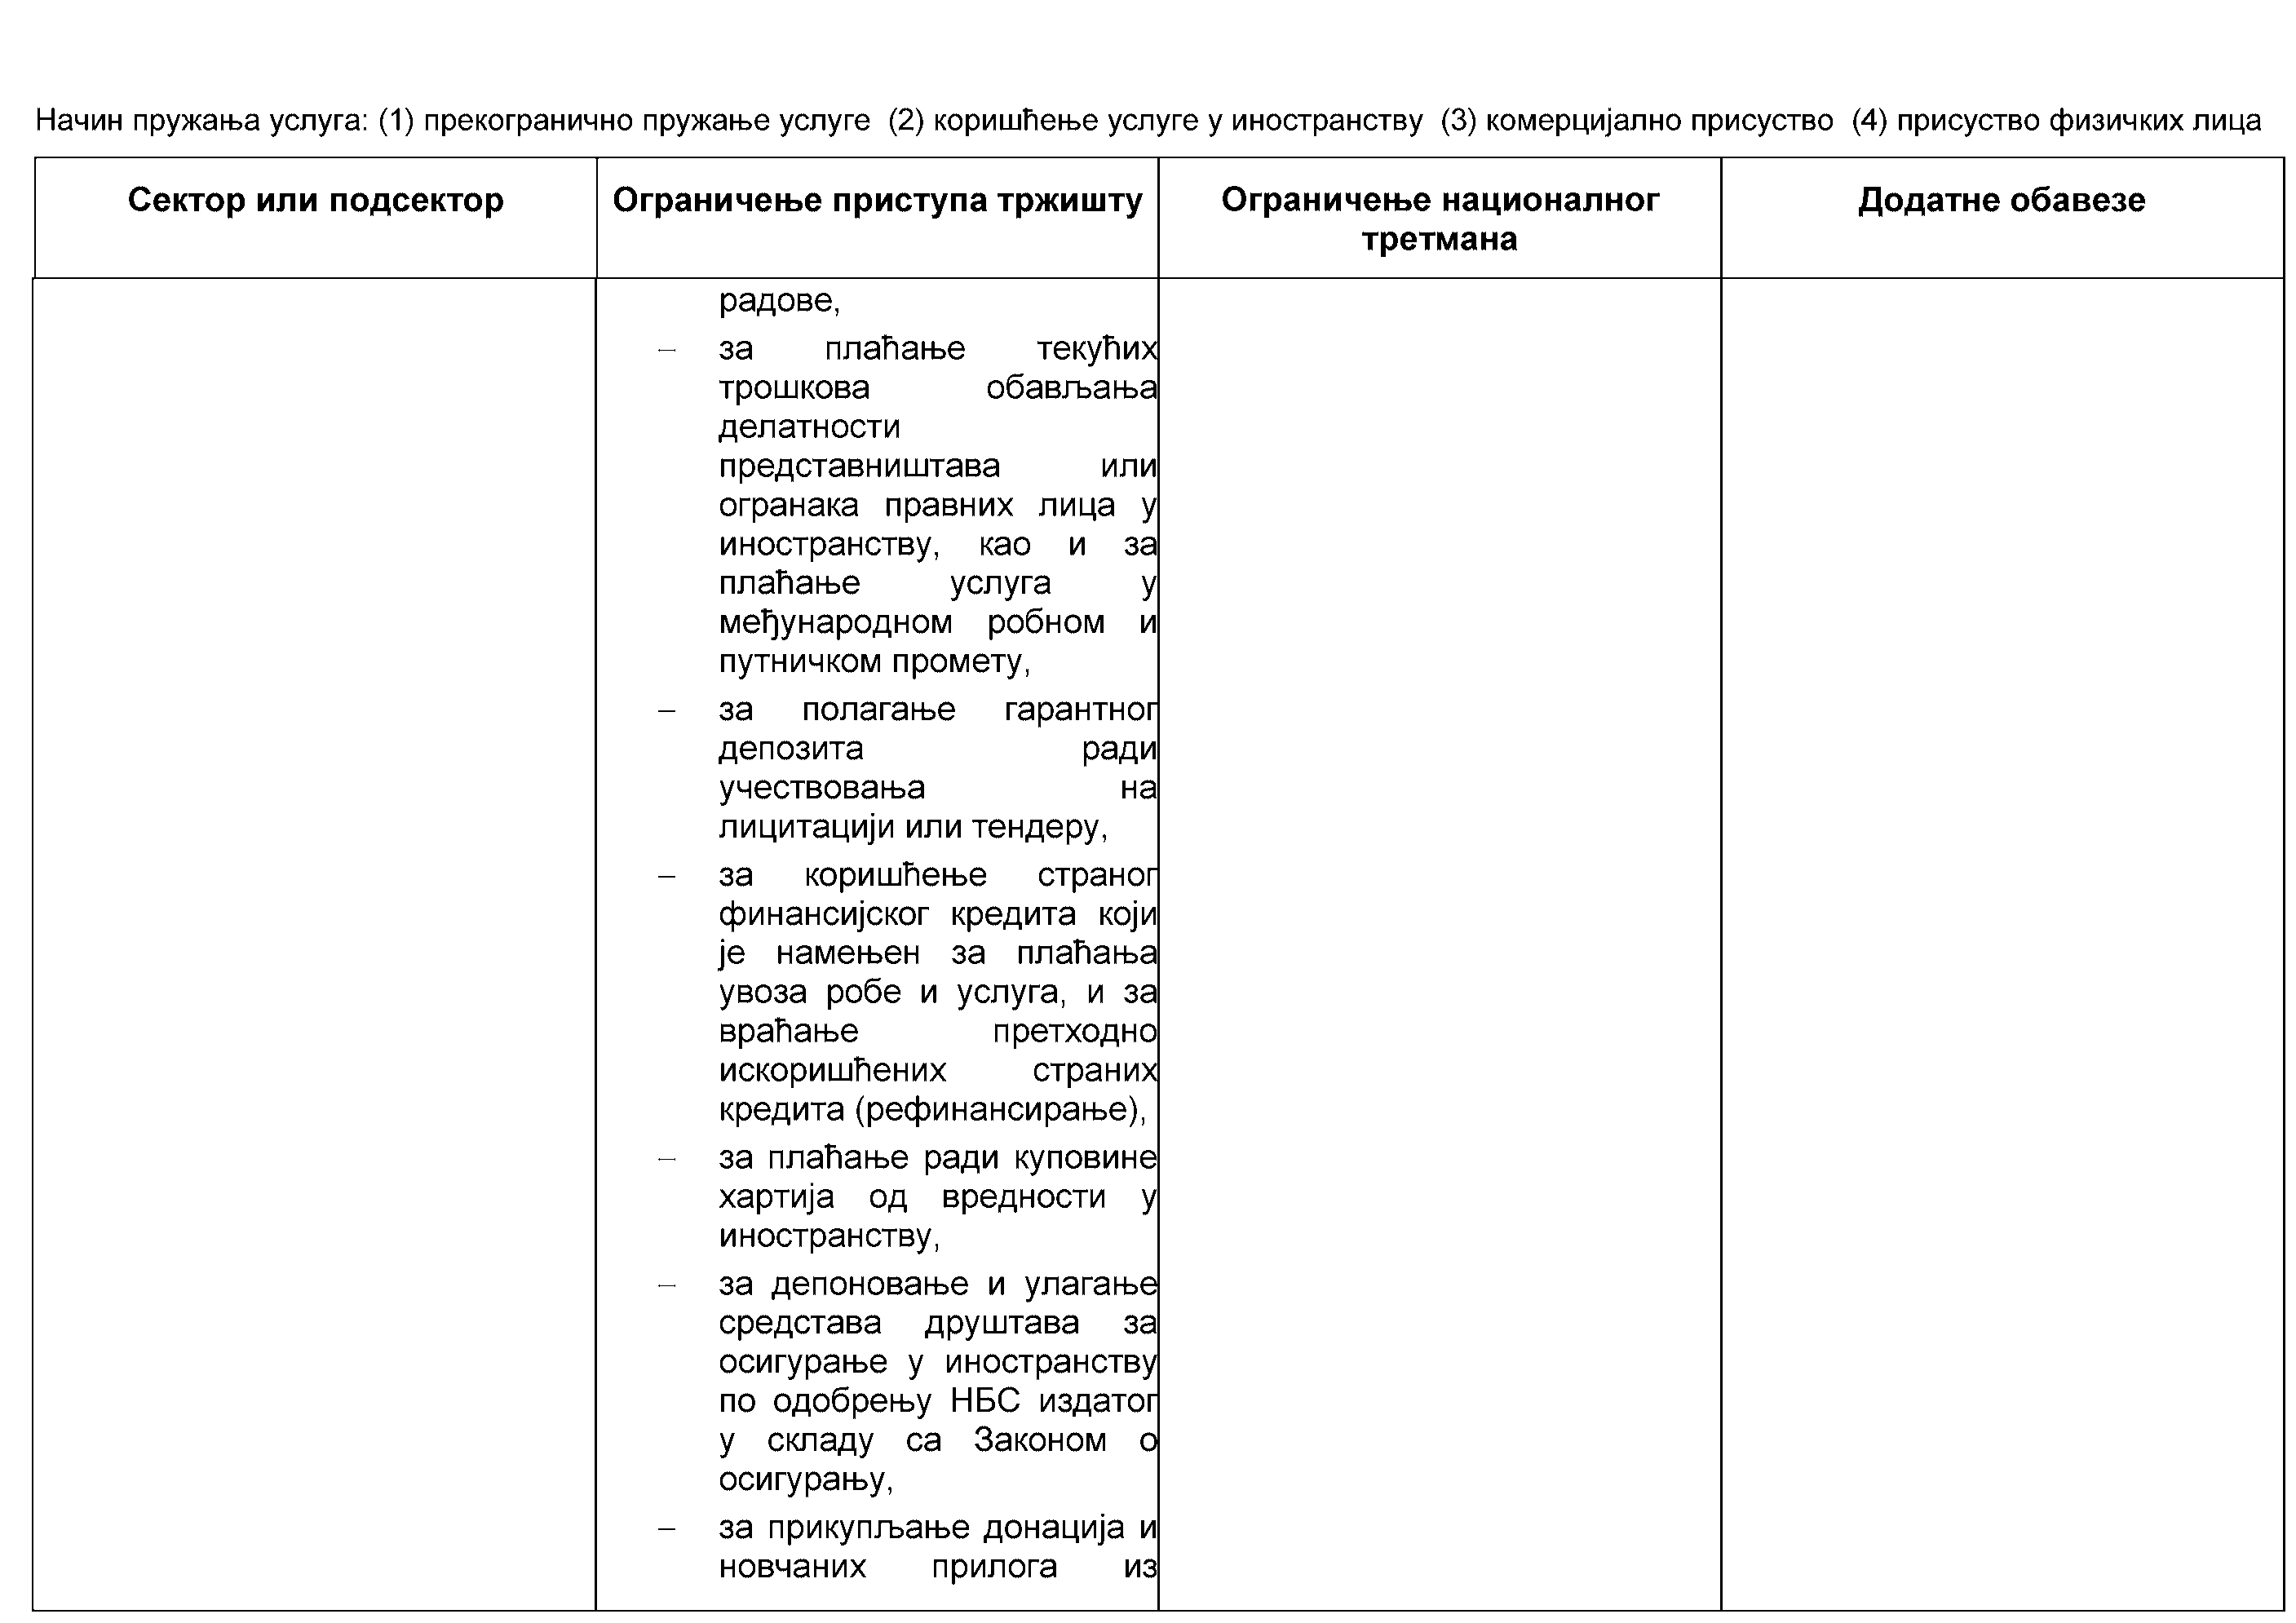 Начин пружања услуга: (1) прекогранично пружање услуге (2) коришћење услуге у иностранству (3) комерцијално присуство (4) присуство физичких лица
Сектор или подсектор
Ограничење приступа тржишту
Ограничење националног
третмана
Додатне обавезе
радове,
– за плаћање текућих
трошкова обављања
делатности
представништава или
огранака правних лица у
иностранству, као и за
плаћање услуга у
међународном робном и
путничком промету,
– за полагање гарантног
депозита ради
учествовања на
лицитацији или тендеру,
– за коришћење страног
финансијског кредита који
је намењен за плаћања
увоза робе и услуга, и за
враћање претходно
искоришћених страних
кредита (рефинансирање),
– за плаћање ради куповине
хартија од вредности у
иностранству,
– за депоновање и улагање
средстава друштава за
осигурање у иностранству
по одобрењу НБС издатог
у складу са Законом о
осигурању,
– за прикупљање донација и
новчаних прилога из